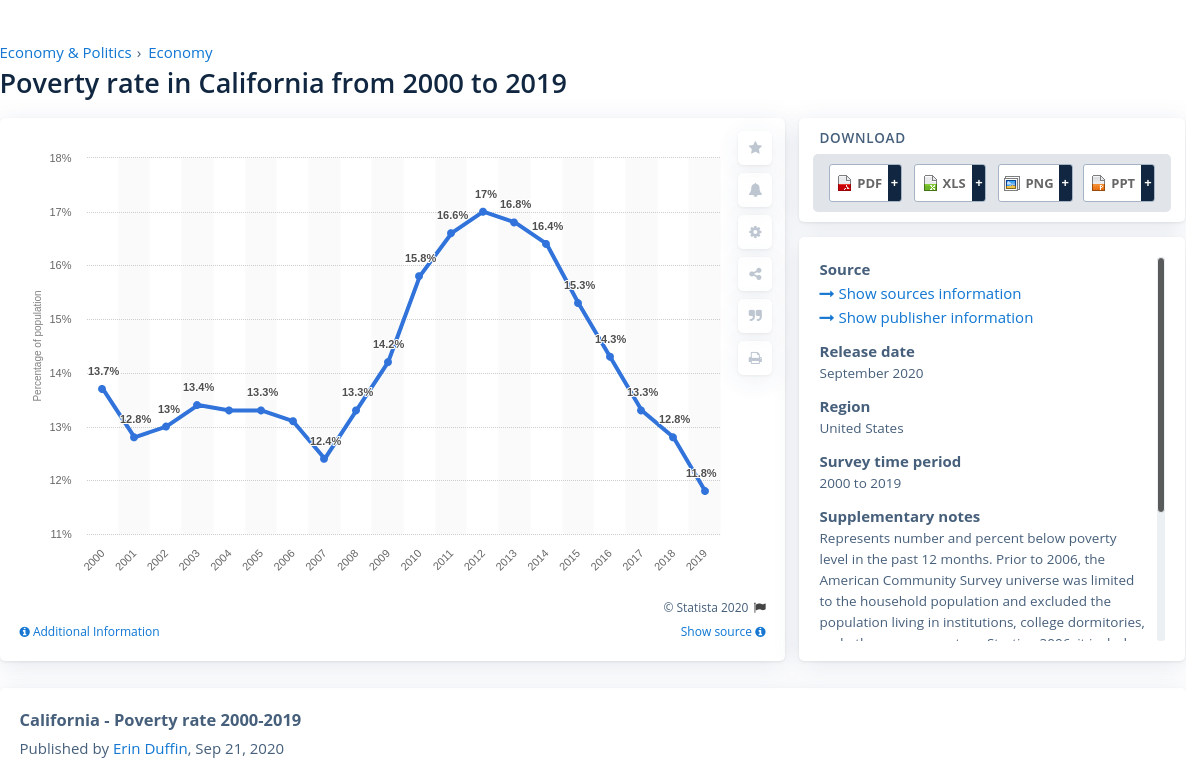 Economy & Politics › Economy
Poverty rate in California from 2000 to 2019
18%
17%
16%
15%
14%
13%
12%
11%
Percentage of population
13.7%
12.8%
13%
13.4%
13.3%
12.4%
13.3%
14.2%
15.8%
16.6%
17%
16.8%
16.4%
15.3%
14.3%
13.3%
12.8%
11.8%
2000
2001
2002
2003
2004
2005
2006
2007
2008
2009
2010
2011
2012
2013
2014
2015
2016
2017
2018
2019
© Statista 2020
Additional Information
Show source
DOWNLOAD
PDF +
XLS +
PNG +
PPT +
Source
Show sources information
Show publisher information
Release date
September 2020
Region
United States
Survey time period
2000 to 2019
Supplementary notes
Represents number and percent below poverty
level in the past 12 months. Prior to 2006, the
American Community Survey universe was limited
to the household population and excluded the
population living in institutions, college dormitories,
California - Poverty rate 2000-2019
Published by Erin Duffin, Sep 21, 2020